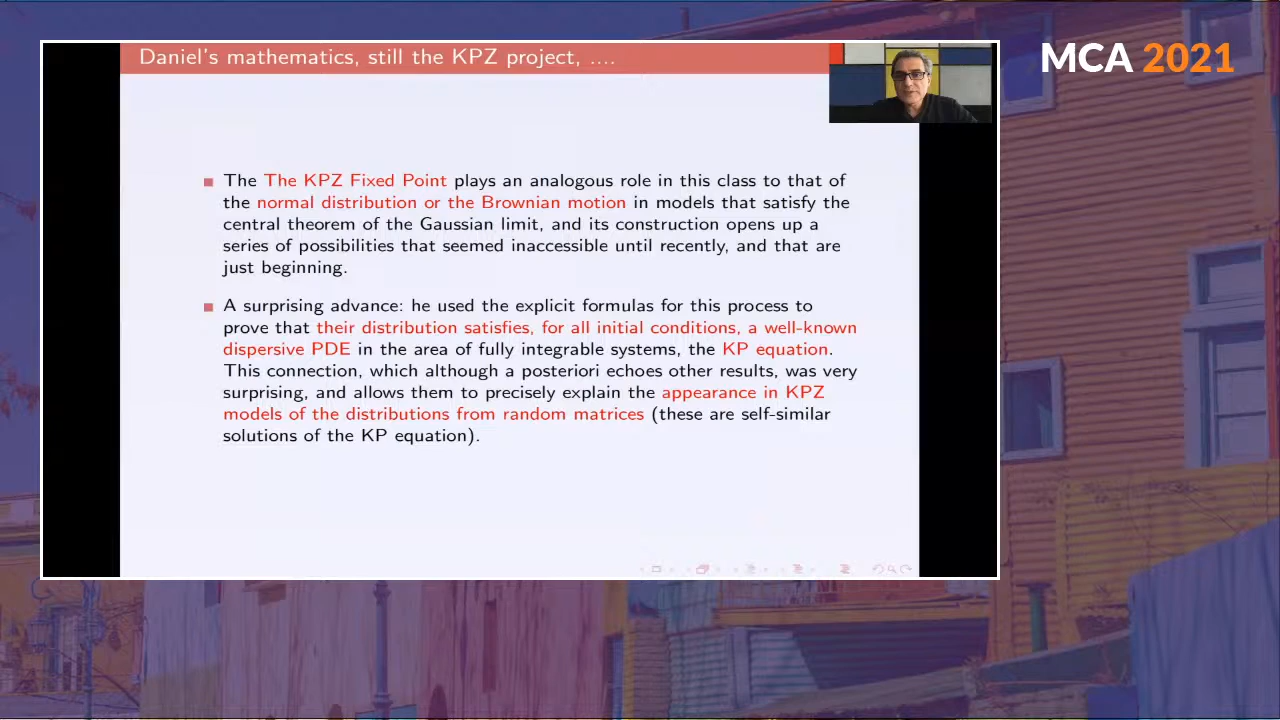 Daniel's mathematics, still the KPZ project, ....
MCA 2021
The The KPZ Fixed Point plays an analogous role in this class to that of
the normal distribution or the Brownian motion in models that satisfy the
central theorem of the Gaussian limit, and its construction opens up a
series of possibilities that seemed inaccessible until recently, and that are
just beginning.
A surprising advance: he used the explicit formulas for this process to
prove that their distribution satisfies, for all initial conditions, a well-known
dispersive PDE in the area of fully integrable systems, the KP equation.
This connection, which although a posteriori echoes other results, was very
surprising, and allows them to precisely explain the appearance in KPZ
models of the distributions from random matrices (these are self-similar
solutions of the KP equation).